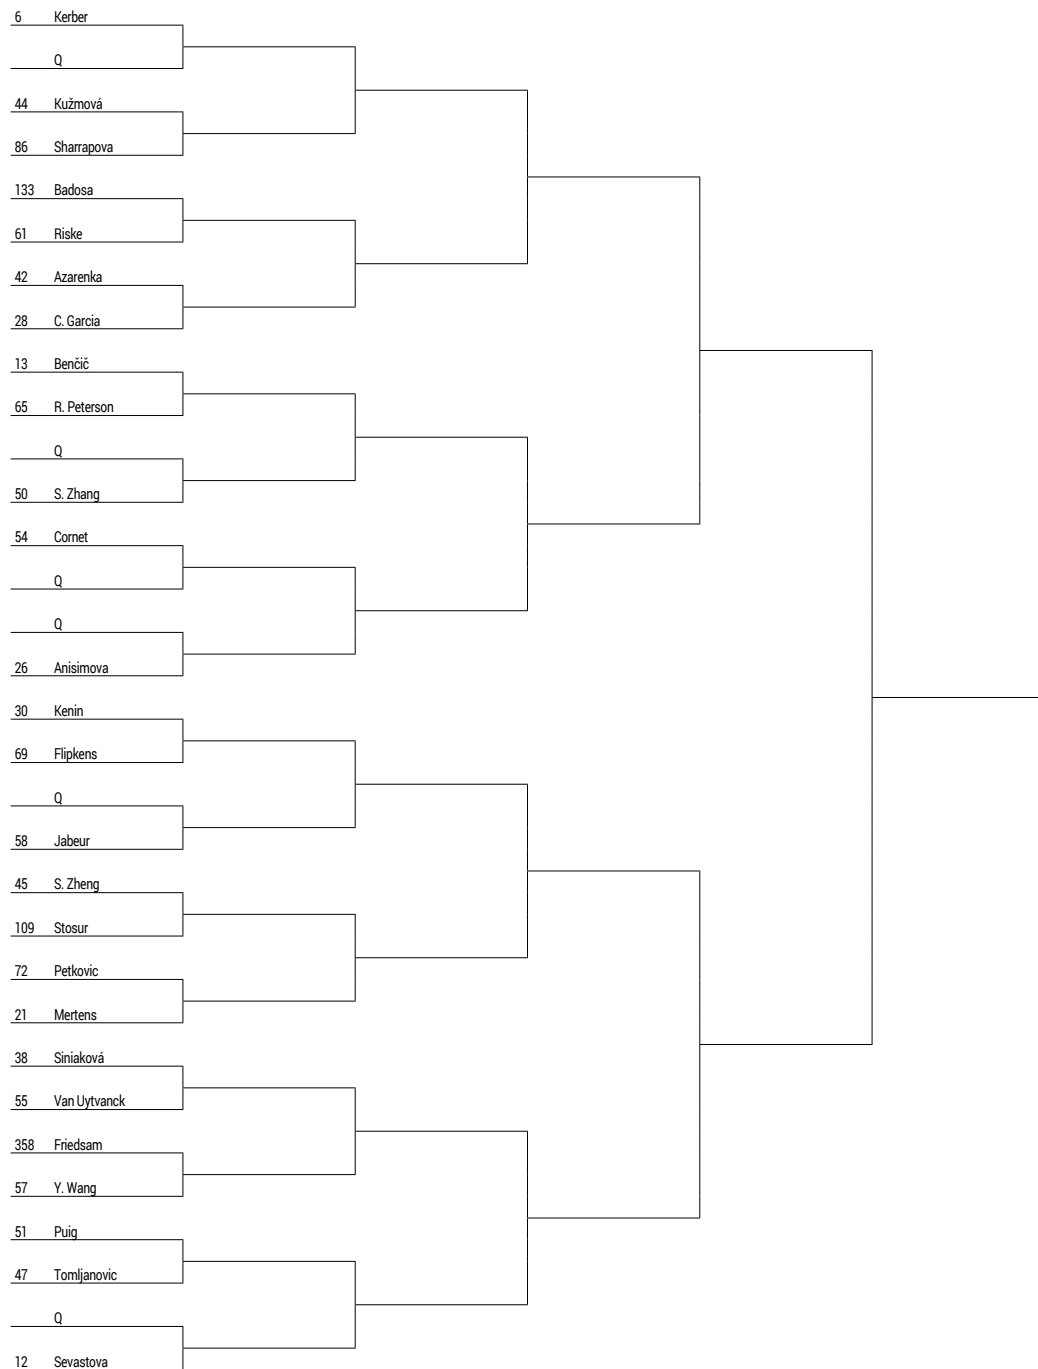 6 Kerber
Q
44 Kužmová
86 Sharrapova
133 Badosa
61 Riske
42 Azarenka
28 C. Garcia
13 Benčič
65 R. Peterson
Q
50 S. Zhang
54 Cornet
Q
Q
26 Anisimova
30 Kenin
69 Flipkens
Q
58 Jabeur
45 S. Zheng
109 Stosur
72 Petkovic
21 Mertens
38 Siniaková
55 Van Uytvanck
358 Friedsam
57 Y. Wang
51 Puig
47 Tomljanovic
Q
12 Sevastova